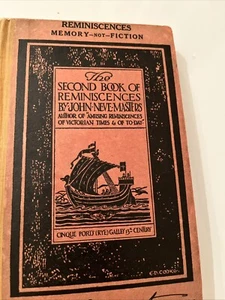 REMINISCENCES
MEMORY-NOT-FICTION
The
SECOND BOOK OF
REMINISCENCES
BY JOHN NEVE MASTERS
AUTHOR OF "AMUSING REMINISCENCES
OF VICTORIAN TIMES & OF TO-DAY"
CINQUE PORTS (RYE) GALLEY 13TH CENTURY
E.D. COOKE